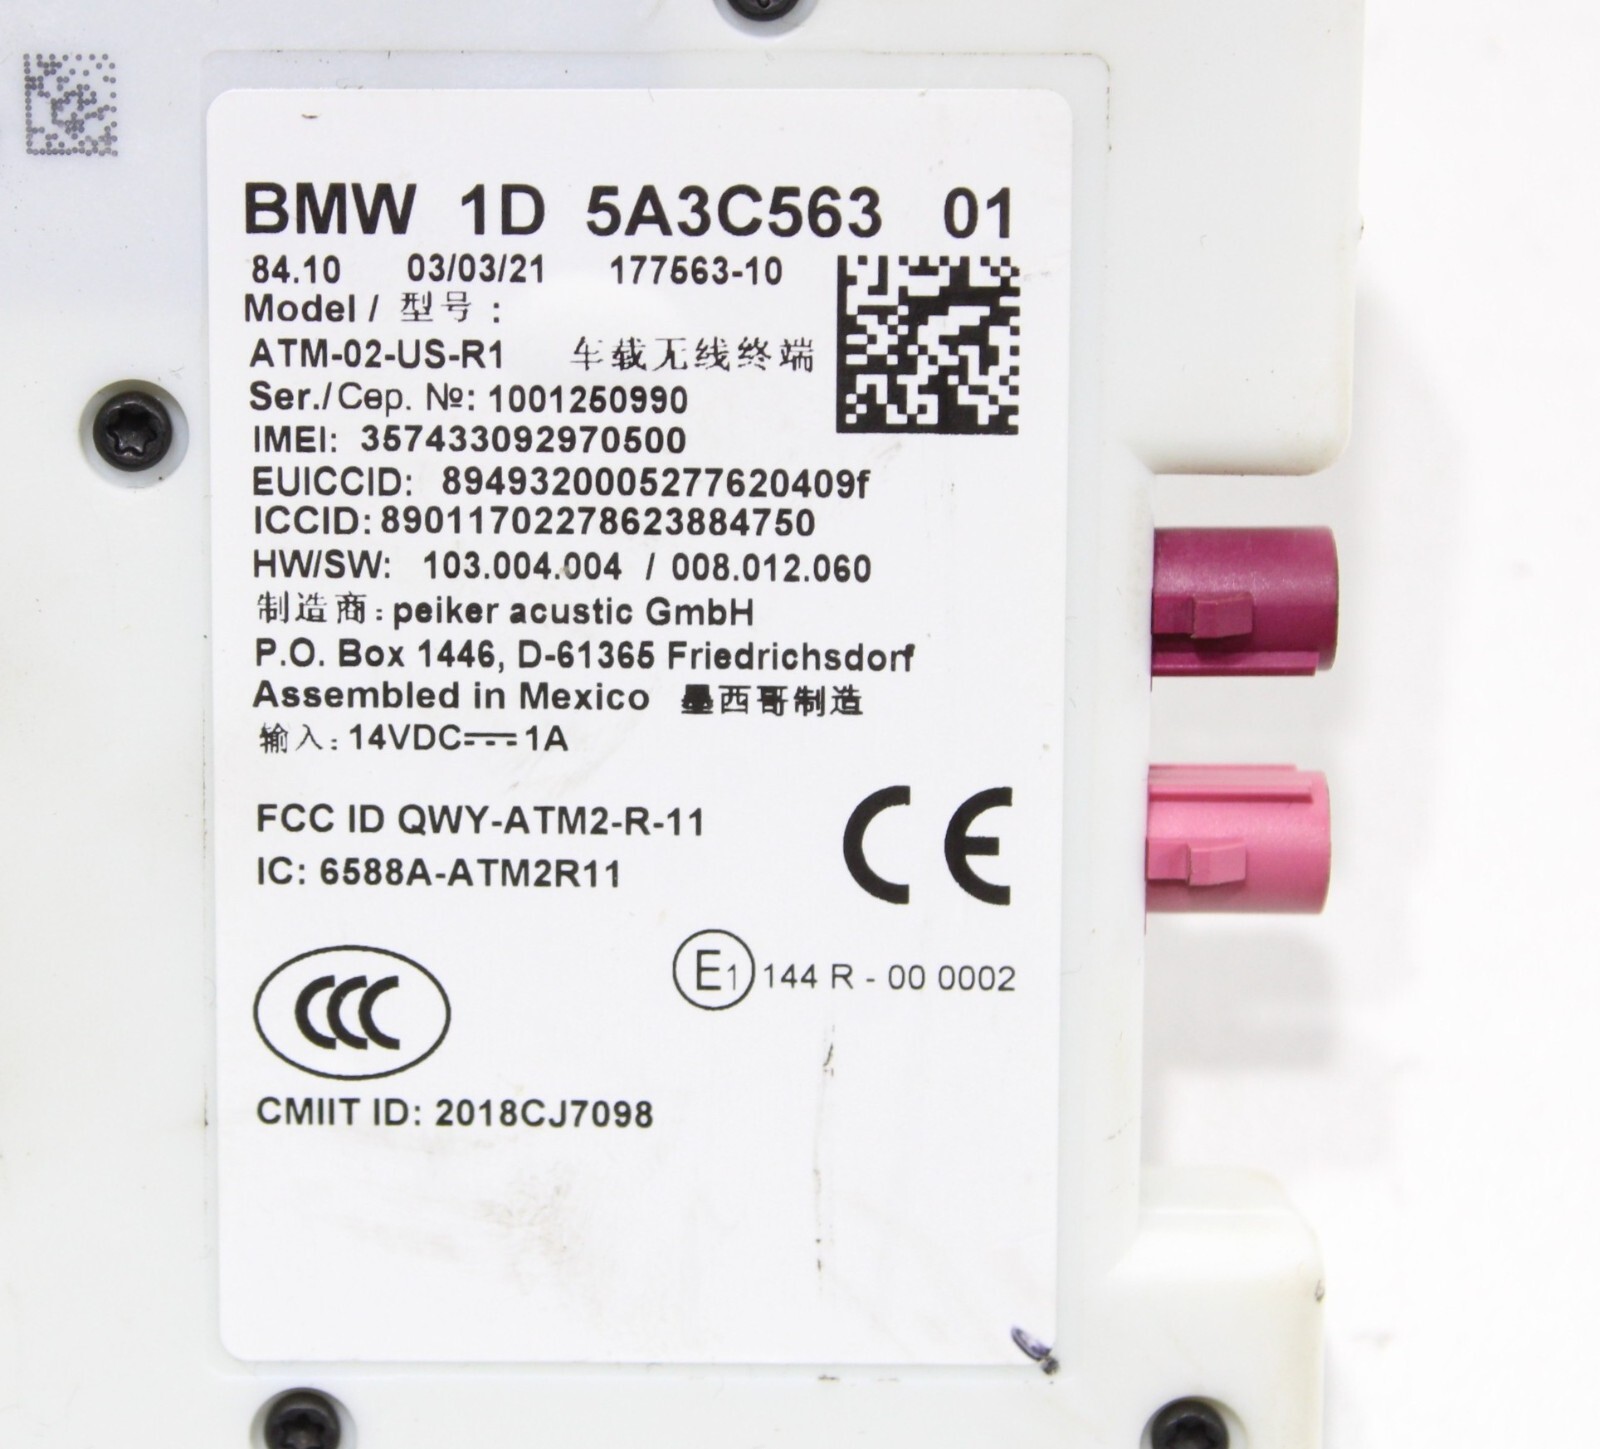 BMW 1D 5A3C563 01
84.10 03/03/21 177563-10
Model / 型号 :
ATM-02-US-R1 车载无线终端
Ser./Сер. №: 1001250990
IMEI: 357433092970500
EUICCID: 8949320005277620409f
ICCID: 89011702278623884750
HW/SW: 103.004.004 / 008.012.060
制造商: peiker acustic GmbH
P.O. Box 1446, D-61365 Friedrichsdorf
Assembled in Mexico 墨西哥制造
输入: 14VDC⎓1A
FCC ID QWY-ATM2-R-11
IC: 6588A-ATM2R11
CE
E1 144 R - 00 0002
CCC
CMIIT ID: 2018CJ7098